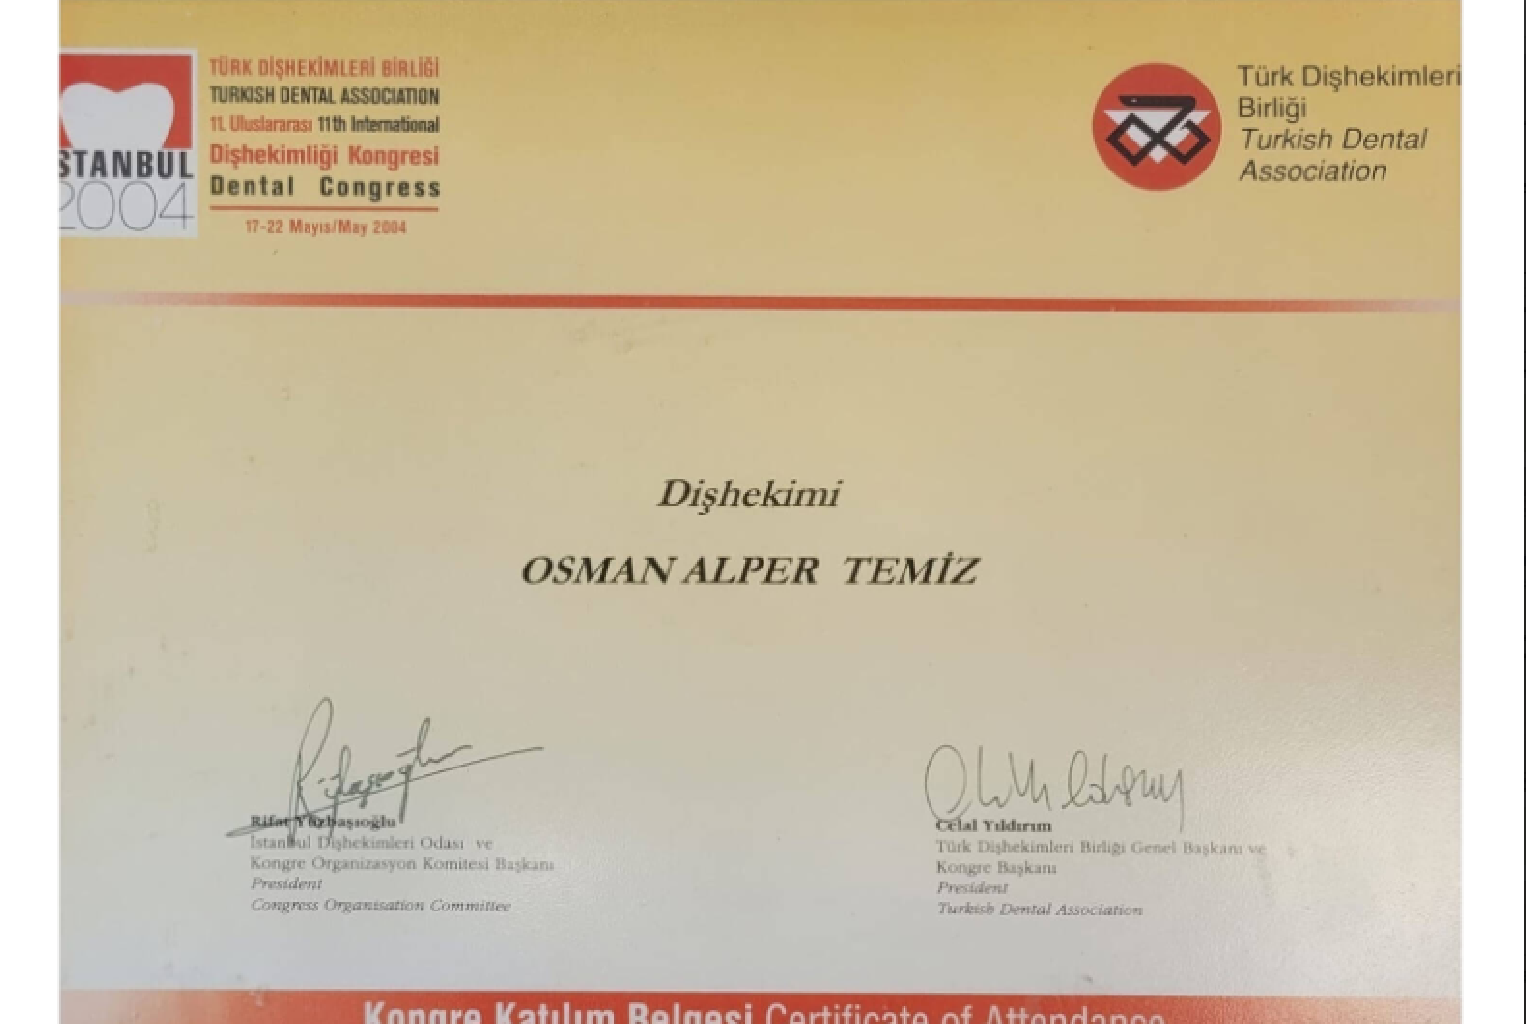 STANBUL
2004
TÜRK DİŞHEKİMLERİ BİRLİĞİ
TURKISH DENTAL ASSOCIATION
11. Uluslararası 11th International
Dişhekimliği Kongresi
Dental Congress
17-22 Mayıs/May 2004
Türk Dişhekimleri
Birliği
Turkish Dental
Association
Dişhekimi
OSMAN ALPER TEMİZ
Rifat Yüzbaşıoğlu
İstanbul Dişhekimleri Odası ve
Kongre Organizasyon Komitesi Başkanı
President
Congress Organisation Committee
Celal Yıldırım
Türk Dişhekimleri Birliği Genel Başkanı ve
Kongre Başkanı
President
Turkish Dental Association
Kongre Katılım Belgesi Certificate of Attendance